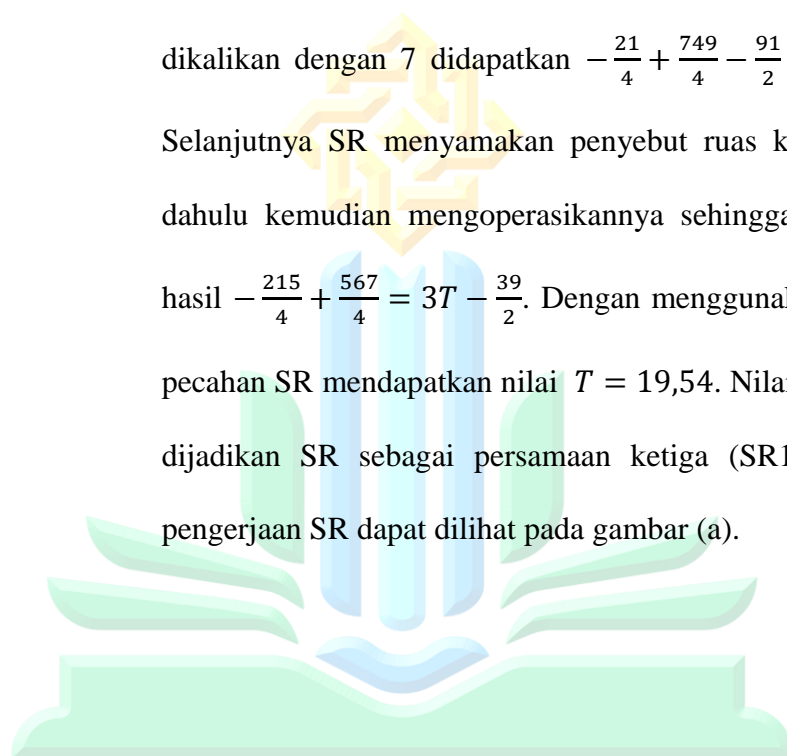 dikalikan dengan 7 didapatkan −21/4 + 749/4 − 91/2
Selanjutnya SR menyamakan penyebut ruas k
dahulu kemudian mengoperasikannya sehingga
hasil −215/4 + 567/4 = 3T − 39/2. Dengan menggunal
pecahan SR mendapatkan nilai T = 19,54. Nilai
dijadikan SR sebagai persamaan ketiga (SR1
pengerjaan SR dapat dilihat pada gambar (a).